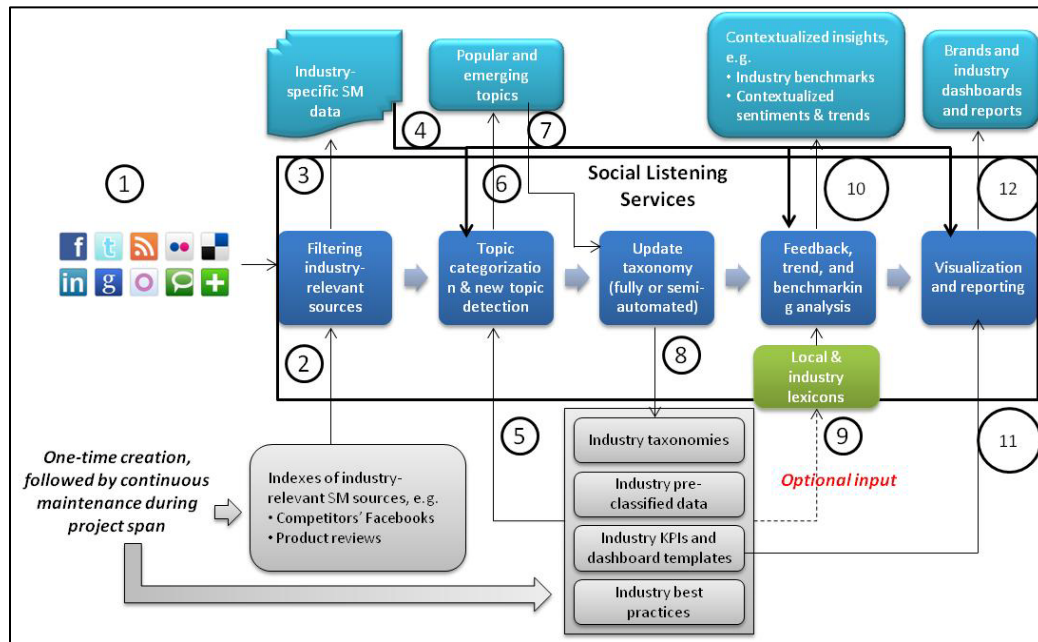 Industry-
specific SM
data
Popular and
emerging
topics
Contextualized insights,
e.g.
• Industry benchmarks
• Contextualized
sentiments & trends
Brands and
industry
dashboards
and reports
4
7
1
3
6
Social Listening
Services
10
12
f
t
in
g
Filtering
industry-
relevant
sources
Topic
categorizatio
n & new topic
detection
Update
taxonomy
(fully or semi-
automated)
Feedback,
trend, and
benchmarkin
g analysis
Visualization
and reporting
2
8
Local &
industry
lexicons
5
9
11
One-time creation,
followed by continuous
maintenance during
project span
Indexes of industry-
relevant SM sources, e.g.
• Competitors' Facebooks
• Product reviews
Industry taxonomies
Industry pre-
classified data
Industry KPIs and
dashboard templates
Industry best
practices
Optional input